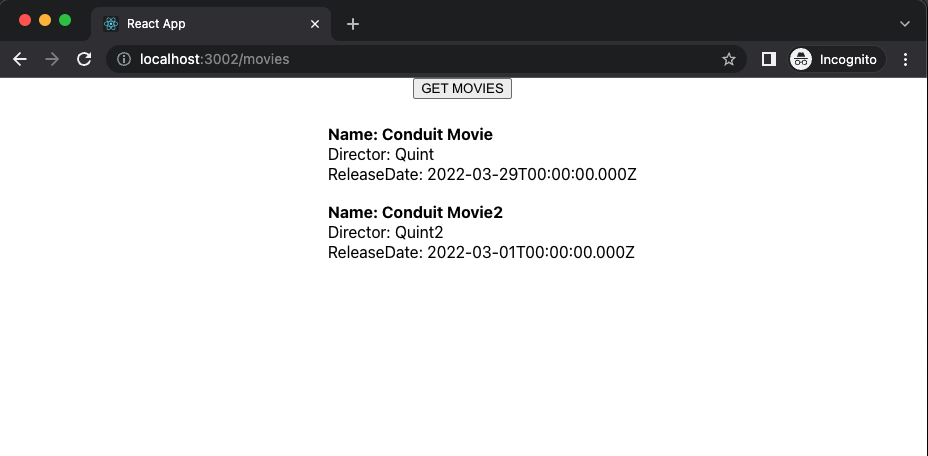 React App
localhost:3002/movies
Incognito
GET MOVIES
Name: Conduit Movie
Director: Quint
ReleaseDate: 2022-03-29T00:00:00.000Z
Name: Conduit Movie2
Director: Quint2
ReleaseDate: 2022-03-01T00:00:00.000Z